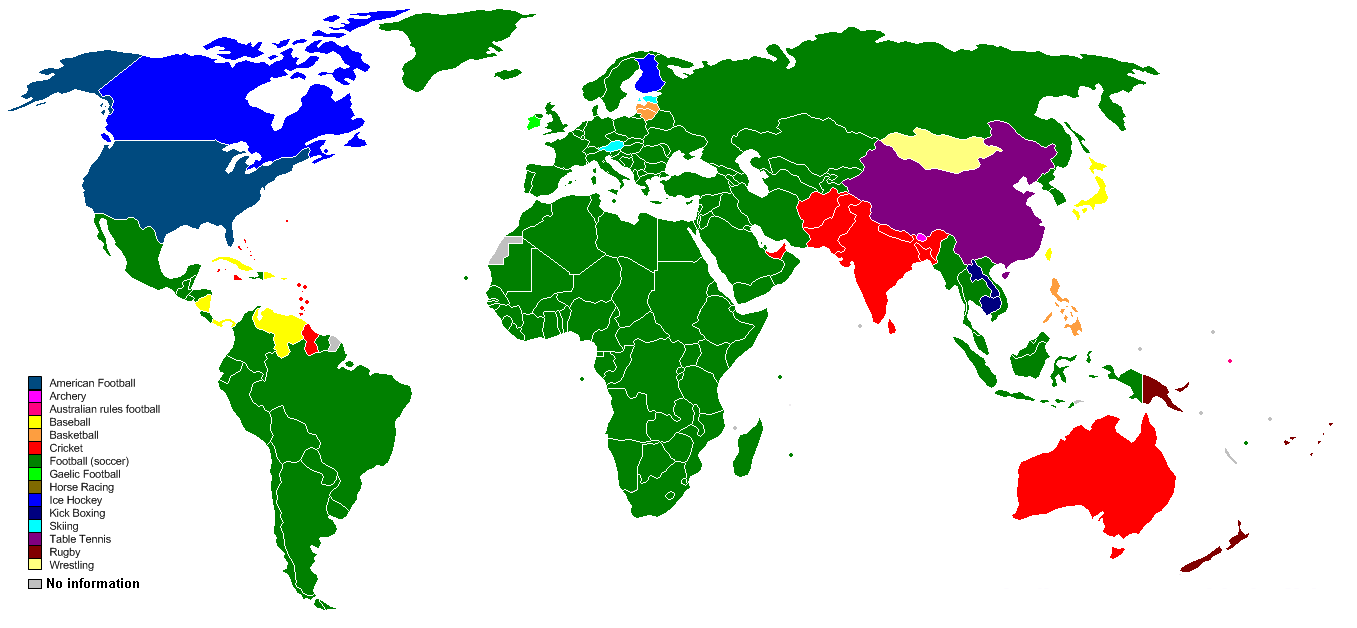 American Football
Archery
Australian rules football
Baseball
Basketball
Cricket
Football (soccer)
Gaelic Football
Horse Racing
Ice Hockey
Kick Boxing
Skiing
Table Tennis
Rugby
Wrestling
No information